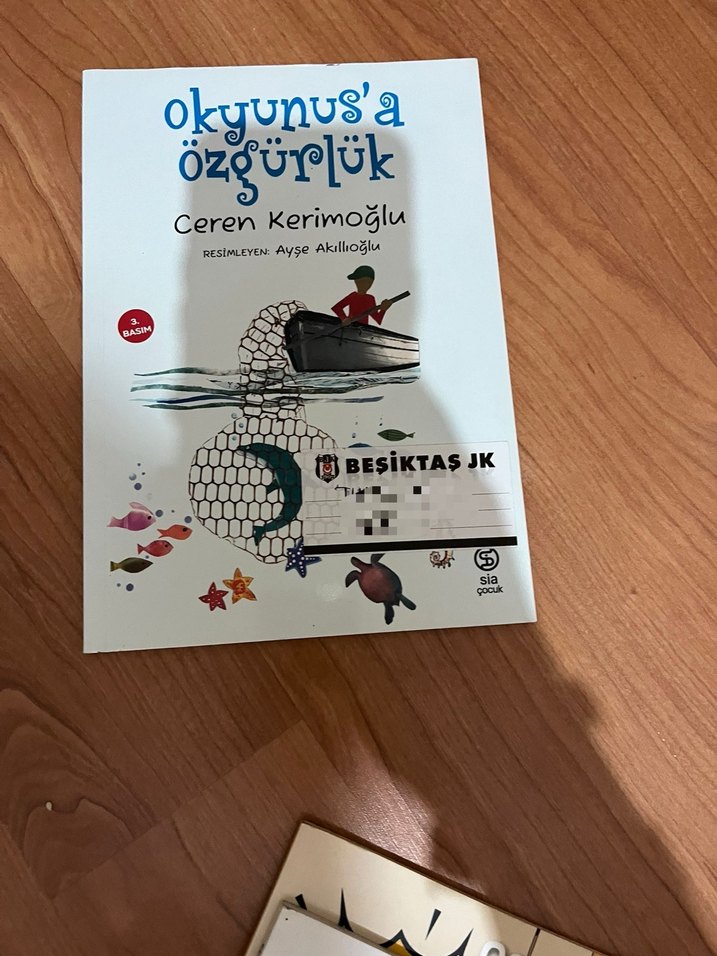 okyunus'a
özgürlük
Ceren Kerimoğlu
RESİMLEYEN: Ayşe Akıllıoğlu
3.
BASIM
BEŞİKTAŞ JK
sia
çocuk